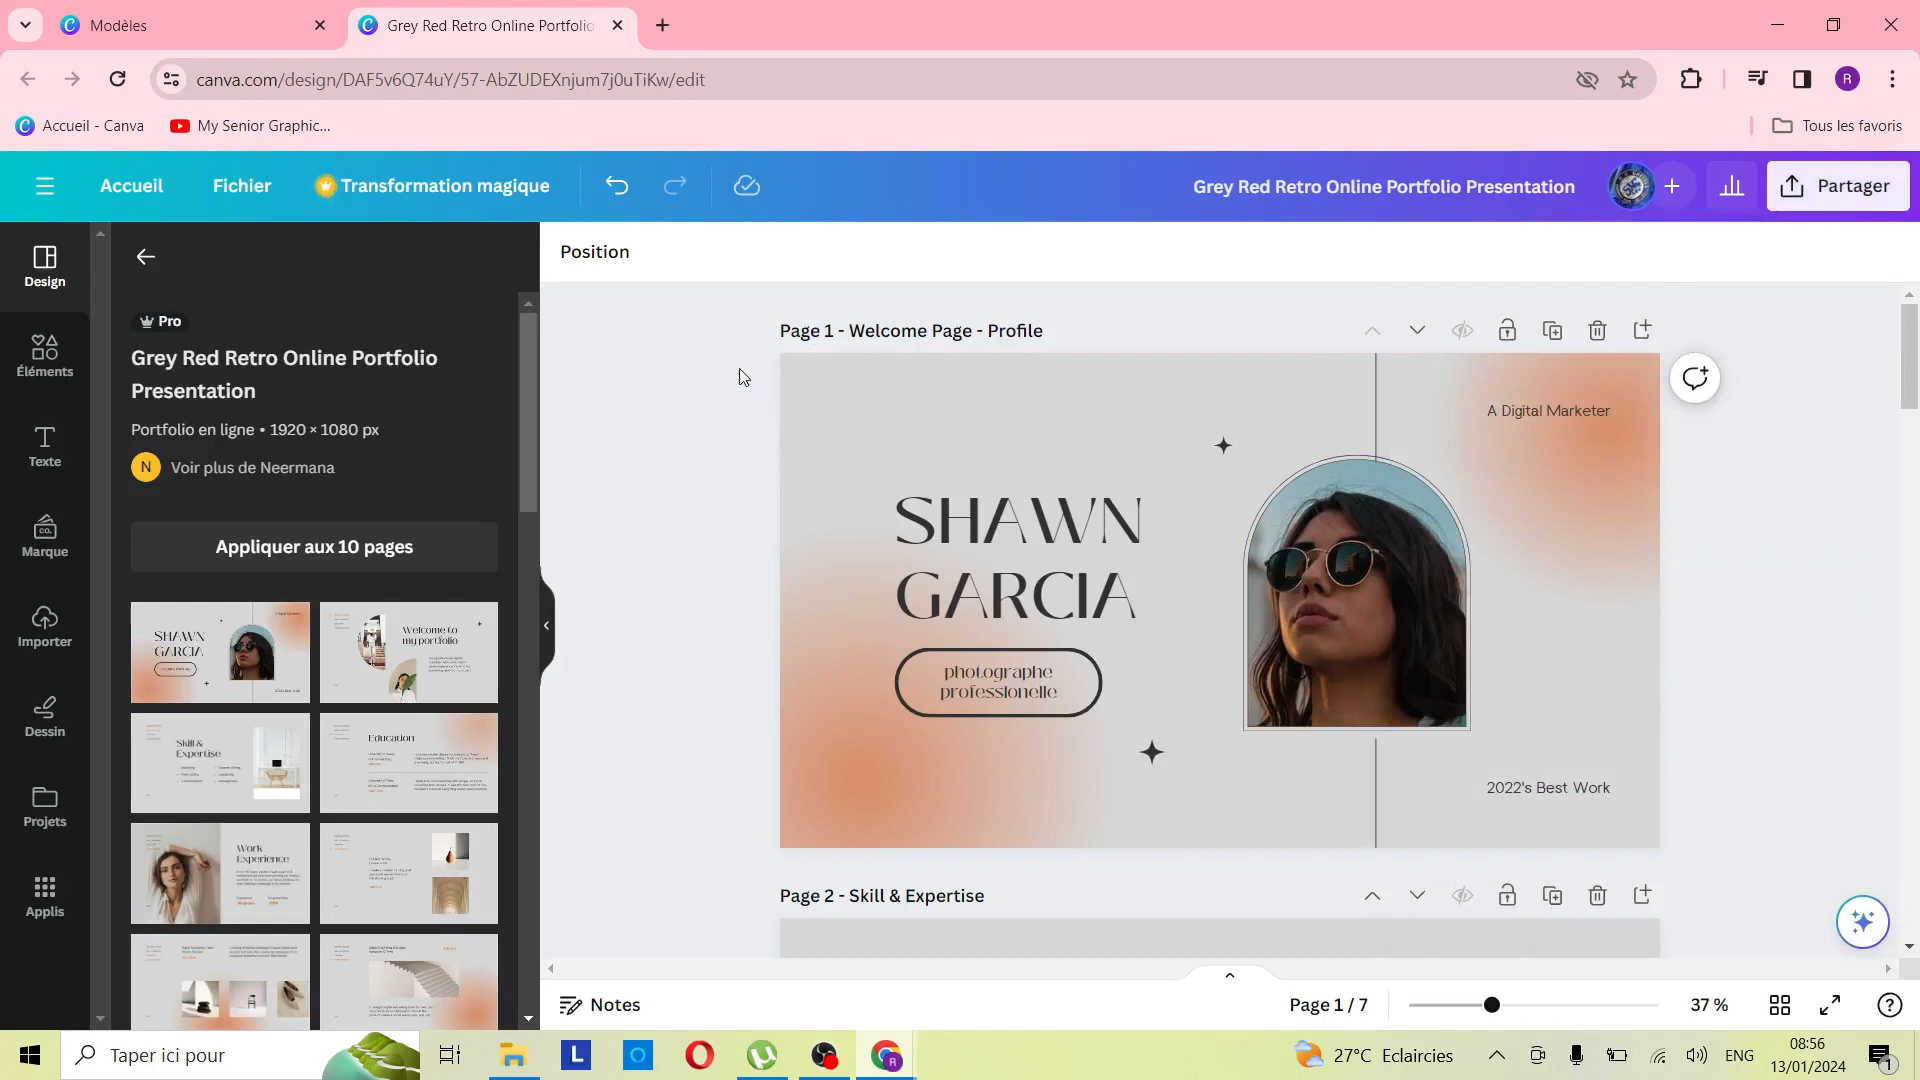 Modèles
Grey Red Retro Online Portfolio
canva.com/design/DAF5v6Q74uY/57-AbZUDEXnjum7j0uTiKw/edit
R
Accueil - Canva
My Senior Graphic...
Tous les favoris
Accueil
Fichier
Transformation magique
Grey Red Retro Online Portfolio Presentation
Partager
Design
Éléments
Texte
Marque
Importer
Dessin
Projets
Applis
Pro
Grey Red Retro Online Portfolio
Presentation
Portfolio en ligne • 1920 × 1080 px
N
Voir plus de Neermana
Appliquer aux 10 pages
SHAWN
GARCIA
Welcome to
my portfolio
Skill &
Expertise
Education
Work
Experience
Position
Page 1 - Welcome Page - Profile
A Digital Marketer
SHAWN
GARCIA
photographe
professionelle
2022's Best Work
Page 2 - Skill & Expertise
Notes
Page 1 / 7
37 %
Taper ici pour
L
27°C Eclaircies
ENG
08:56
13/01/2024
1